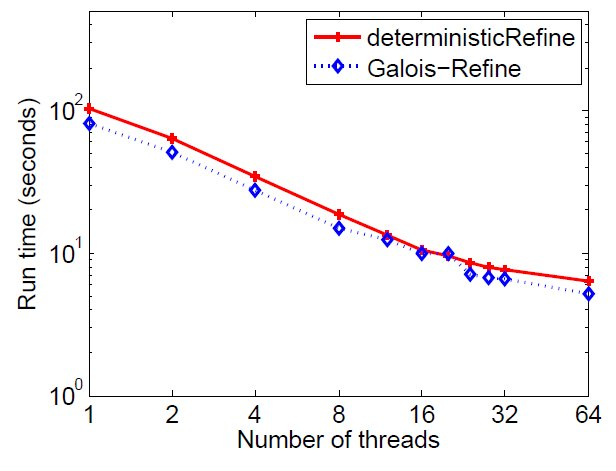 deterministicRefine
Galois−Refine
Run time (seconds)
10^2
10^1
10^0
1 2 4 8 16 32 64
Number of threads